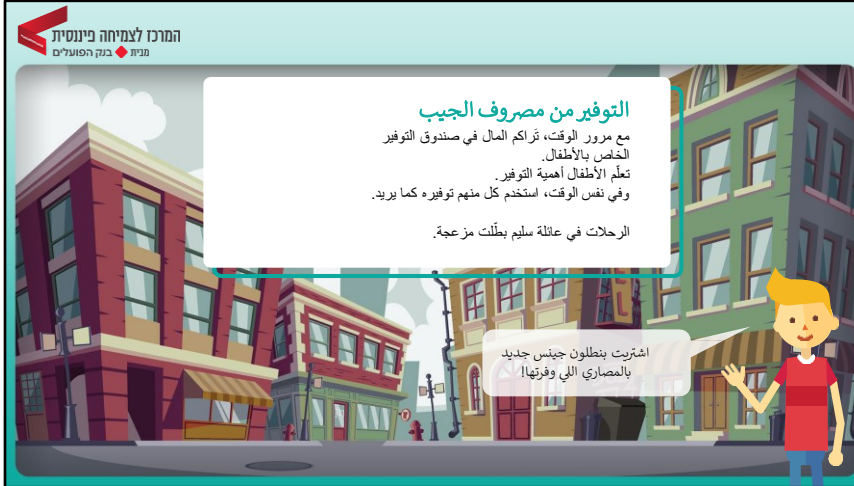 המרכז לצמיחה פיננסית
מבית בנק הפועלים
التوفير من مصروف الجيب
مع مرور الوقت، تَراكم المال في صندوق التوفير
الخاص بالأطفال.
تعلّم الأطفال أهمية التوفير.
وفي نفس الوقت، استخدم كل منهم توفيره كما يريد.
الرحلات في عائلة سليم بطّلت مزعجة.
اشتريت بنطلون جينس جديد
بالمصاري اللي وفرتها!